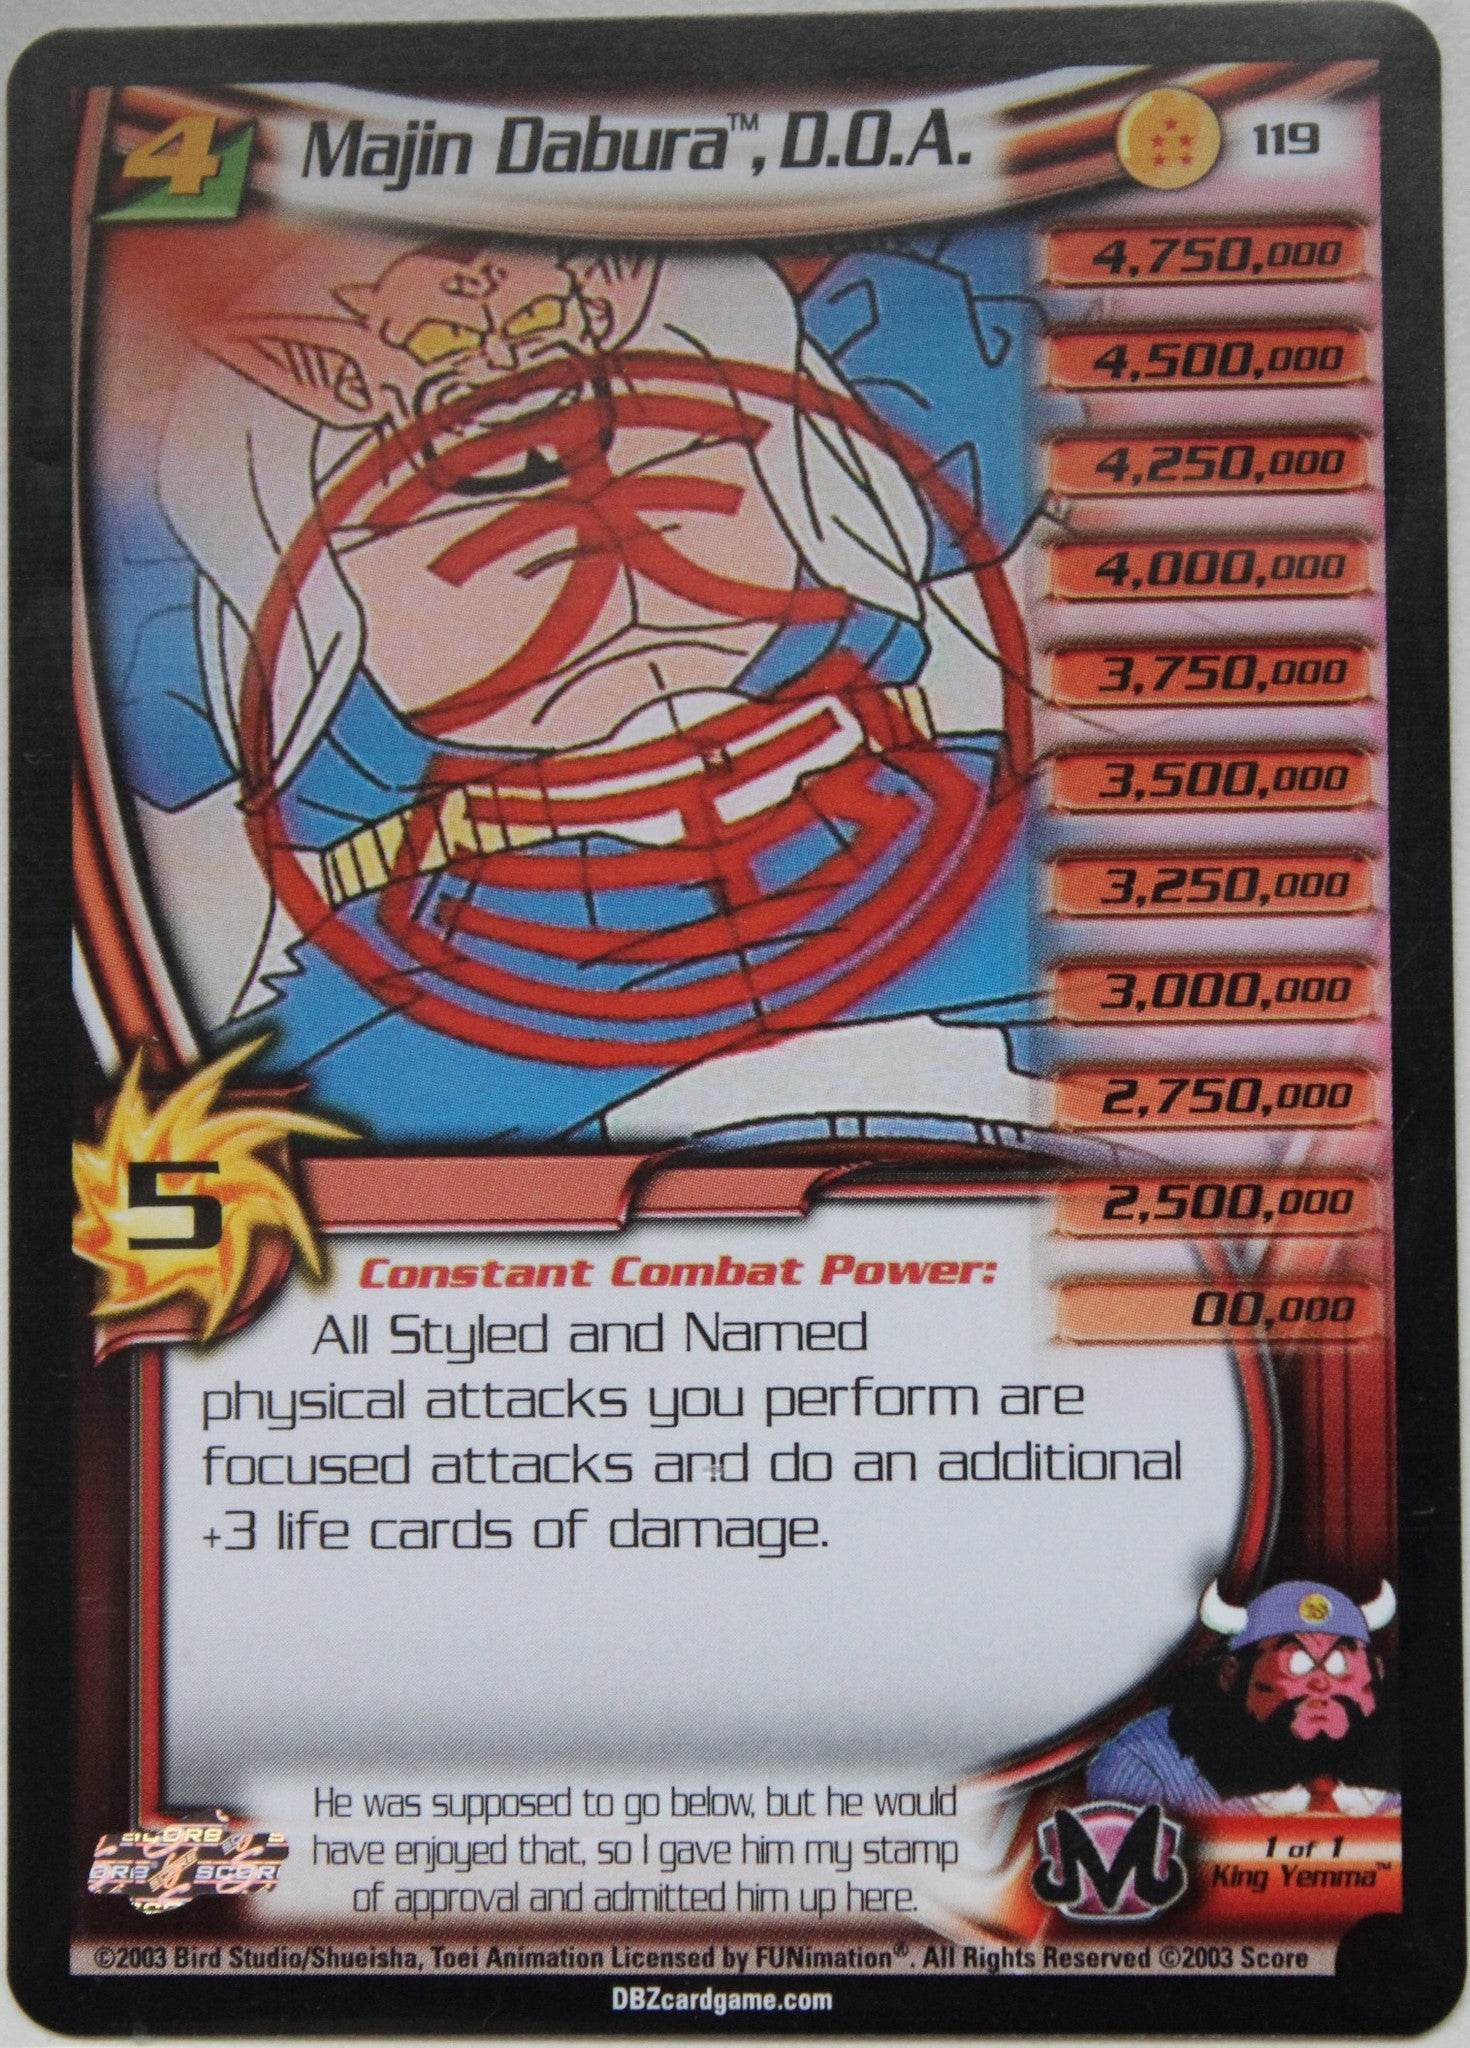 4
Majin Dabura™, D.O.A.
119
4,750,000
4,500,000
4,250,000
4,000,000
3,750,000
3,500,000
3,250,000
3,000,000
2,750,000
2,500,000
00,000
天
5
Constant Combat Power:
All Styled and Named
physical attacks you perform are
focused attacks and do an additional
+3 life cards of damage.
He was supposed to go below, but he would
have enjoyed that, so I gave him my stamp
of approval and admitted him up here.
SCORE
M
1 of 1
King Yemma™
©2003 Bird Studio/Shueisha, Toei Animation Licensed by FUNimation®. All Rights Reserved ©2003 Score
DBZcardgame.com